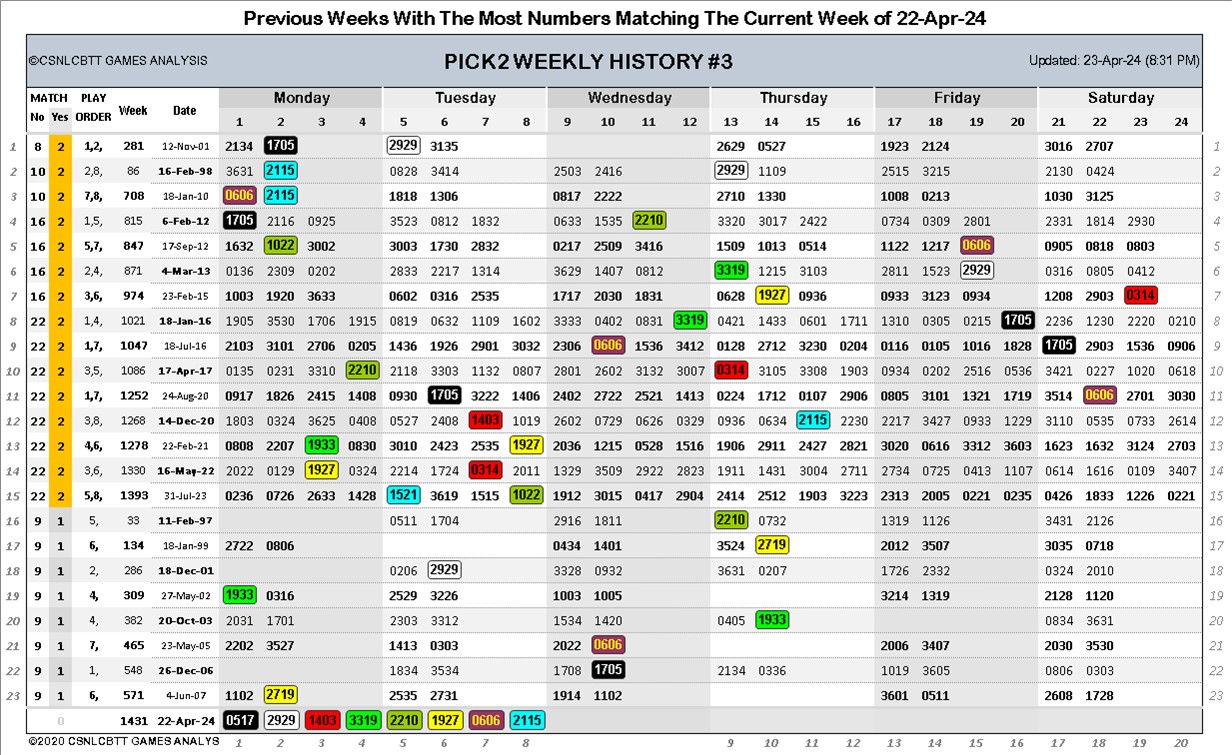 Previous Weeks With The Most Numbers Matching The Current Week of 22-Apr-24
©CSNLCBTT GAMES ANALYSIS PICK2 WEEKLY HISTORY #3 Updated: 23-Apr-24 (8:31 PM)
MATCH PLAY Week Date Monday Tuesday Wednesday Thursday Friday Saturday
No Yes ORDER 1 2 3 4 5 6 7 8 9 10 11 12 13 14 15 16 17 18 19 20 21 22 23 24
1 8 2 1,2, 281 12-Nov-01 2134 1705 2929 3135 2629 0527 1923 2124 3016 2707 1
2 10 2 2,8, 86 16-Feb-98 3631 2115 0828 3414 2503 2416 2929 1109 2515 3215 2130 0424 2
3 10 2 7,8, 708 18-Jan-10 0606 2115 1818 1306 0817 2222 2710 1330 1008 0213 1030 3125 3
4 16 2 1,5, 815 6-Feb-12 1705 2116 0925 3523 0812 1832 0633 1535 2210 3320 3017 2422 0734 0309 2801 2331 1814 2930 4
5 16 2 5,7, 847 17-Sep-12 1632 1022 3002 3003 1730 2832 0217 2509 3416 1509 1013 0514 1122 1217 0606 0905 0818 0803 5
6 16 2 2,4, 871 4-Mar-13 0136 2309 0202 2833 2217 1314 3629 1407 0812 3319 1215 3103 2811 1523 2929 0316 0805 0412 6
7 16 2 3,6, 974 23-Feb-15 1003 1920 3633 0602 0316 2535 1717 2030 1831 0628 1927 0936 0933 3123 0934 1208 2903 0314 7
8 22 2 1,4, 1021 18-Jan-16 1905 3530 1706 1915 0819 0632 1109 1602 3333 0402 0831 3319 0421 1433 0601 1711 1310 0305 0215 1705 2236 1230 2220 0210 8
9 22 2 1,7, 1047 18-Jul-16 2103 3101 2706 0205 1436 1926 2901 3032 2306 0606 1536 3412 0128 2712 3230 0204 0116 0105 1016 1828 1705 2903 1536 0906 9
10 22 2 3,5, 1086 17-Apr-17 0135 0231 3310 2210 2118 3303 1132 0807 2801 2602 3132 3007 0314 3105 3308 1903 0934 0202 2516 0536 3421 0227 1020 0618 10
11 22 2 1,7, 1252 24-Aug-20 0917 1826 2415 1408 0930 1705 3222 1406 2402 2722 2521 1413 0224 1712 0107 2906 0805 3101 1321 1719 3514 0606 2701 3030 11
12 22 2 3,8, 1268 14-Dec-20 1803 0324 3625 0408 0527 2408 1403 1019 2602 0729 0626 0329 0936 0634 2115 2230 2217 3427 0933 1229 3110 0535 0733 2614 12
13 22 2 4,6, 1278 22-Feb-21 0808 2207 1933 0830 3010 2423 2535 1927 2036 1215 0528 1516 1906 2911 2427 2821 3020 0616 3312 3603 1623 1632 3124 2703 13
14 22 2 3,6, 1330 16-May-22 2022 0129 1927 0324 2214 1724 0314 2011 1329 3509 2922 2823 1911 1431 3004 2711 2734 0725 0413 1107 0614 1616 0109 3407 14
15 22 2 5,8, 1393 31-Jul-23 0236 0726 2633 1428 1521 3619 1515 1022 1912 3015 0417 2904 2414 2512 1903 3223 2313 2005 0221 0235 0426 1833 1226 0221 15
16 9 1 5, 33 11-Feb-97 0511 1704 2916 1811 2210 0732 1319 1126 3431 2126 16
17 9 1 6, 134 18-Jan-99 2722 0806 0434 1401 3524 2719 2012 3507 3035 0718 17
18 9 1 2, 286 18-Dec-01 0206 2929 3328 0932 3631 0207 1726 2332 0324 2010 18
19 9 1 4, 309 27-May-02 1933 0316 2529 3226 1003 1005 3214 1319 2128 1120 19
20 9 1 4, 382 20-Oct-03 2031 1701 2303 3312 1534 1420 0405 1933 0834 3631 20
21 9 1 7, 465 23-May-05 2202 3527 1413 0303 2022 0606 2006 3407 2030 3530 21
22 9 1 1, 548 26-Dec-06 1834 3534 1708 1705 2134 0336 1019 3605 0806 0303 22
23 9 1 6, 571 4-Jun-07 1102 2719 2535 2731 1914 1102 3601 0511 2608 1728 23
0 1431 22-Apr-24 0517 2929 1403 3319 2210 1927 0606 2115
©2020 CSNLCBTT GAMES ANALYS 1 2 3 4 5 6 7 8 9 10 11 12 13 14 15 16 17 18 19 20